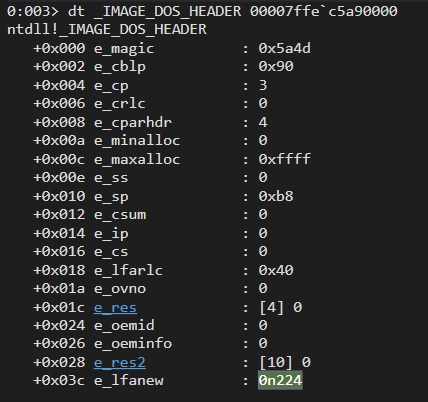 0:003> dt _IMAGE_DOS_HEADER 00007ffe`c5a90000
ntdll!_IMAGE_DOS_HEADER
   +0x000 e_magic          : 0x5a4d
   +0x002 e_cblp           : 0x90
   +0x004 e_cp             : 3
   +0x006 e_crlc           : 0
   +0x008 e_cparhdr        : 4
   +0x00a e_minalloc       : 0
   +0x00c e_maxalloc       : 0xffff
   +0x00e e_ss             : 0
   +0x010 e_sp             : 0xb8
   +0x012 e_csum           : 0
   +0x014 e_ip             : 0
   +0x016 e_cs             : 0
   +0x018 e_lfarlc         : 0x40
   +0x01a e_ovno           : 0
   +0x01c e_res            : [4] 0
   +0x024 e_oemid          : 0
   +0x026 e_oeminfo        : 0
   +0x028 e_res2           : [10] 0
   +0x03c e_lfanew         : 0n224